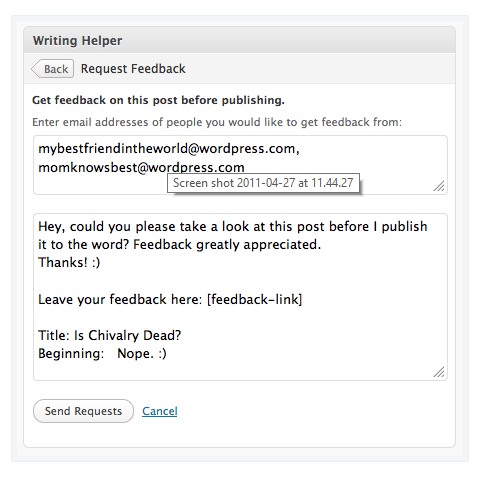 Writing Helper
Back Request Feedback
Get feedback on this post before publishing.
Enter email addresses of people you would like to get feedback from:
mybestfriendintheworld@wordpress.com,
momknowsbest@wordpress.com
Screen shot 2011-04-27 at 11.44.27
Hey, could you please take a look at this post before I publish
it to the word? Feedback greatly appreciated.
Thanks! :)
Leave your feedback here: [feedback-link]
Title: Is Chivalry Dead?
Beginning:   Nope. :)
Send Requests Cancel